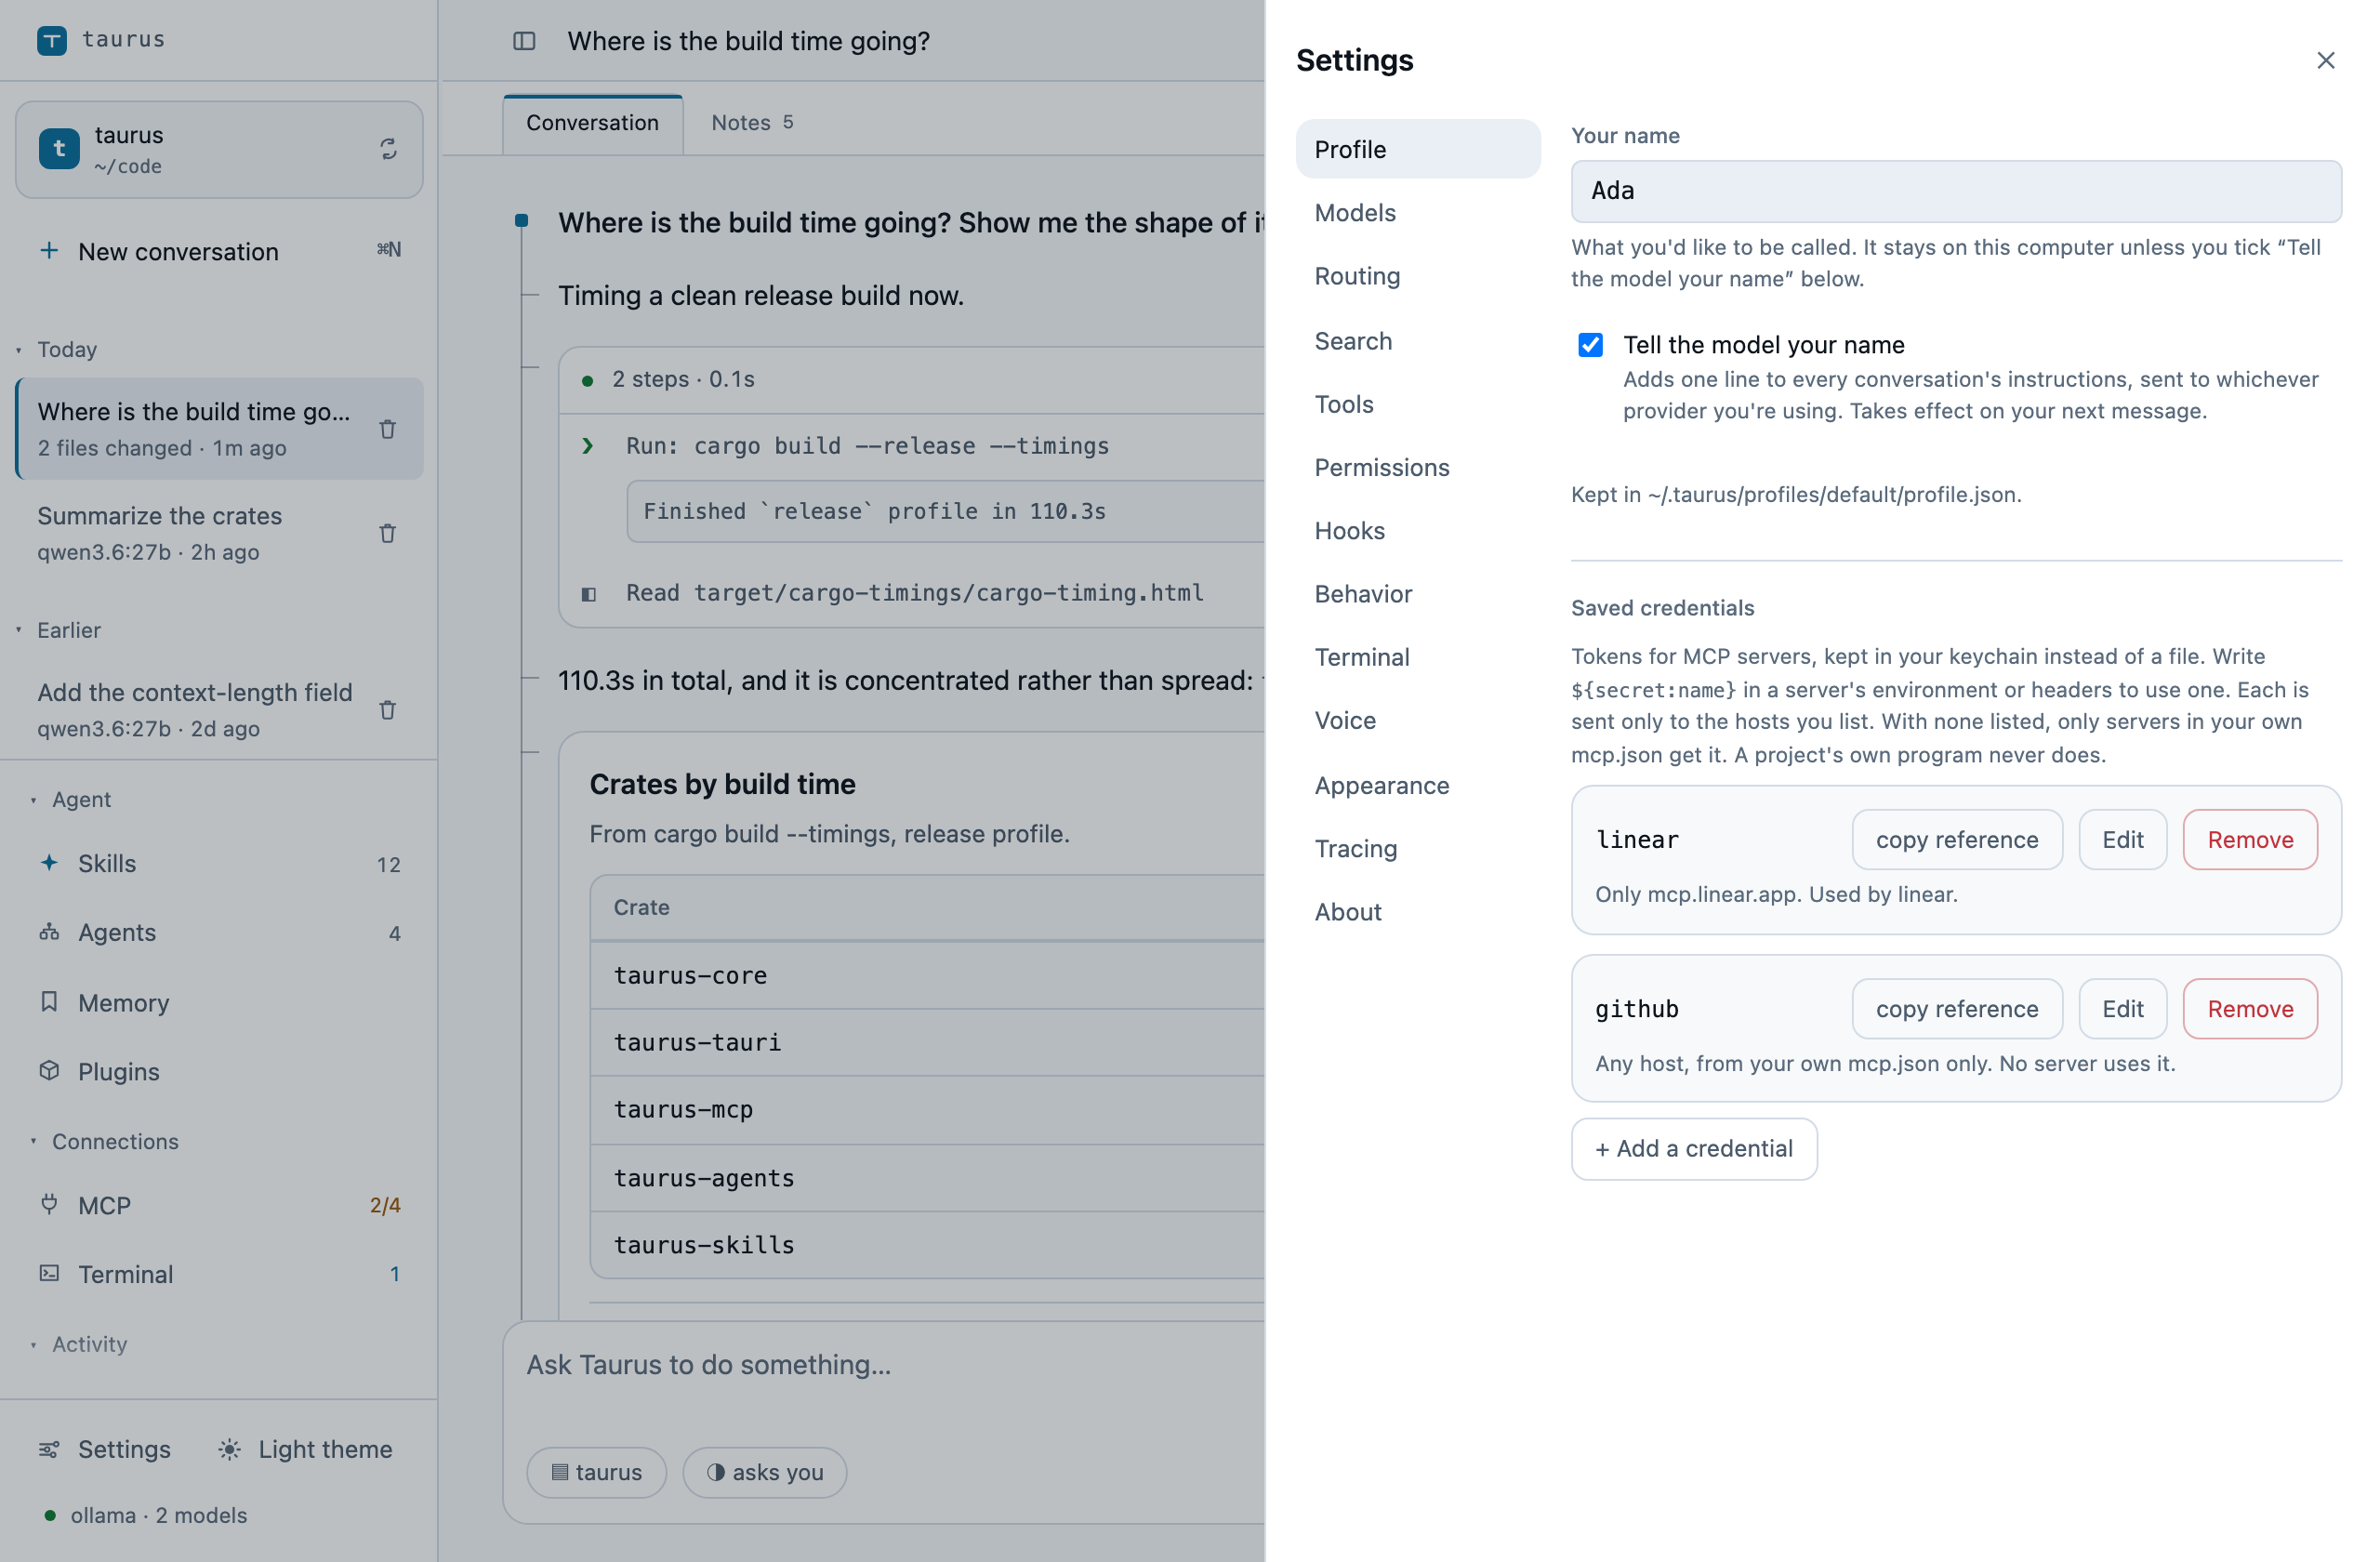 taurus
t
taurus
~/code
New conversation ⌘N
Today
Where is the build time go...
2 files changed · 1m ago
Summarize the crates
qwen3.6:27b · 2h ago
Earlier
Add the context-length field
qwen3.6:27b · 2d ago
Agent
Skills 12
Agents 4
Memory
Plugins
Connections
MCP 2/4
Terminal 1
Activity
Settings Light theme
ollama · 2 models
Where is the build time going?
Conversation Notes 5
Where is the build time going? Show me the shape of it
Timing a clean release build now.
2 steps · 0.1s
Run: cargo build --release --timings
Finished `release` profile in 110.3s
Read target/cargo-timings/cargo-timing.html
110.3s in total, and it is concentrated rather than spread:
Crates by build time
From cargo build --timings, release profile.
Crate
taurus-core
taurus-tauri
taurus-mcp
taurus-agents
taurus-skills
Ask Taurus to do something...
taurus asks you
Settings
Profile
Models
Routing
Search
Tools
Permissions
Hooks
Behavior
Terminal
Voice
Appearance
Tracing
About
Your name
Ada
What you'd like to be called. It stays on this computer unless you tick “Tell
the model your name” below.
Tell the model your name
Adds one line to every conversation's instructions, sent to whichever
provider you're using. Takes effect on your next message.
Kept in ~/.taurus/profiles/default/profile.json.
Saved credentials
Tokens for MCP servers, kept in your keychain instead of a file. Write
${secret:name} in a server's environment or headers to use one. Each is
sent only to the hosts you list. With none listed, only servers in your own
mcp.json get it. A project's own program never does.
linear copy reference Edit Remove
Only mcp.linear.app. Used by linear.
github copy reference Edit Remove
Any host, from your own mcp.json only. No server uses it.
+ Add a credential